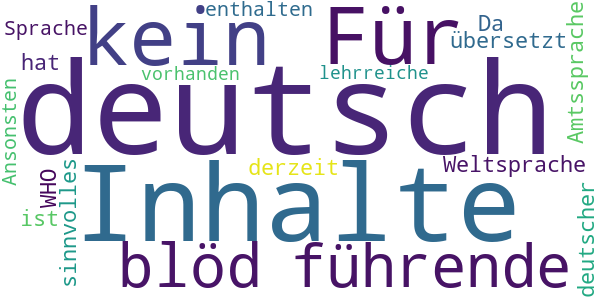 enthalten
Sprache
kein
Für
Da
übersetzt
Amtssprache
hat
vorhanden
lehrreiche
deutsch
Ansonsten
Inhalte
derzeit
Weltsprache
WHO
sinnvolles
ist
deutscher
blöd
führende